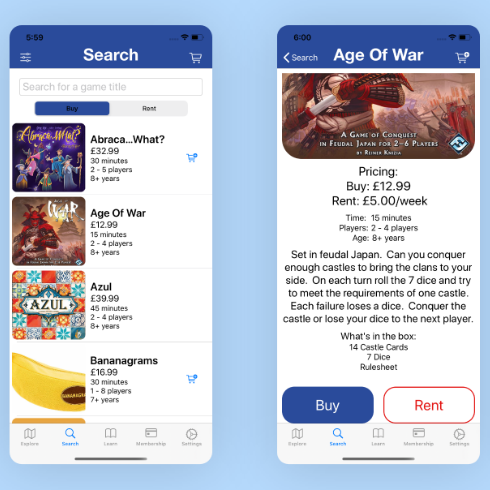 5:59
Search
Search for a game title
Buy
Rent
Abraca...What?
Abraca...What?
£32.99
30 minutes
2 - 5 players
8+ years
WAR
Age Of War
£12.99
15 minutes
2 - 4 players
8+ years
AZUL
Azul
£39.99
45 minutes
2 - 4 players
8+ years
BANANAGRAMS
Bananagrams
£16.99
30 minutes
1 - 8 players
7+ years
Explore
Search
Learn
Membership
Settings
6:00
Search
Age Of War
A Game of Conquest
in Feudal Japan for 2–6 Players
by Reiner Knizia
Pricing:
Buy: £12.99
Rent: £5.00/week
Time: 15 minutes
Players: 2 - 4 players
Age: 8+ years
Set in feudal Japan. Can you conquer
enough castles to bring the clans to your
side. On each turn roll the 7 dice and try
to meet the requirements of one castle.
Each failure loses a dice. Conquer the
castle or lose your dice to the next player.
What's in the box:
14 Castle Cards
7 Dice
Rulesheet
Buy
Rent
Explore
Search
Learn
Membership
Settings